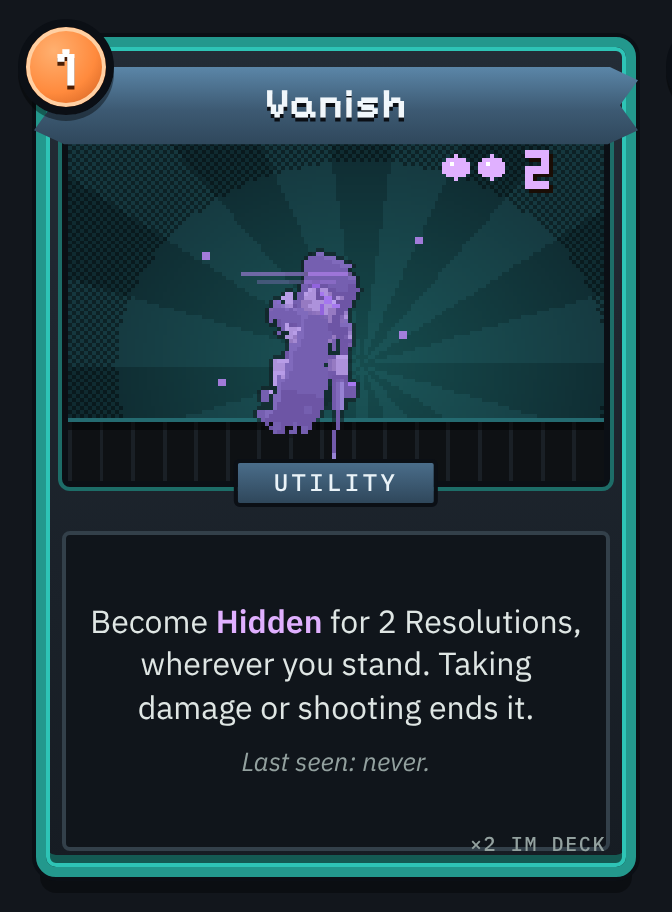 1
Vanish
2
UTILITY
Become Hidden for 2 Resolutions,
wherever you stand. Taking
damage or shooting ends it.
Last seen: never.
×2 IM DECK